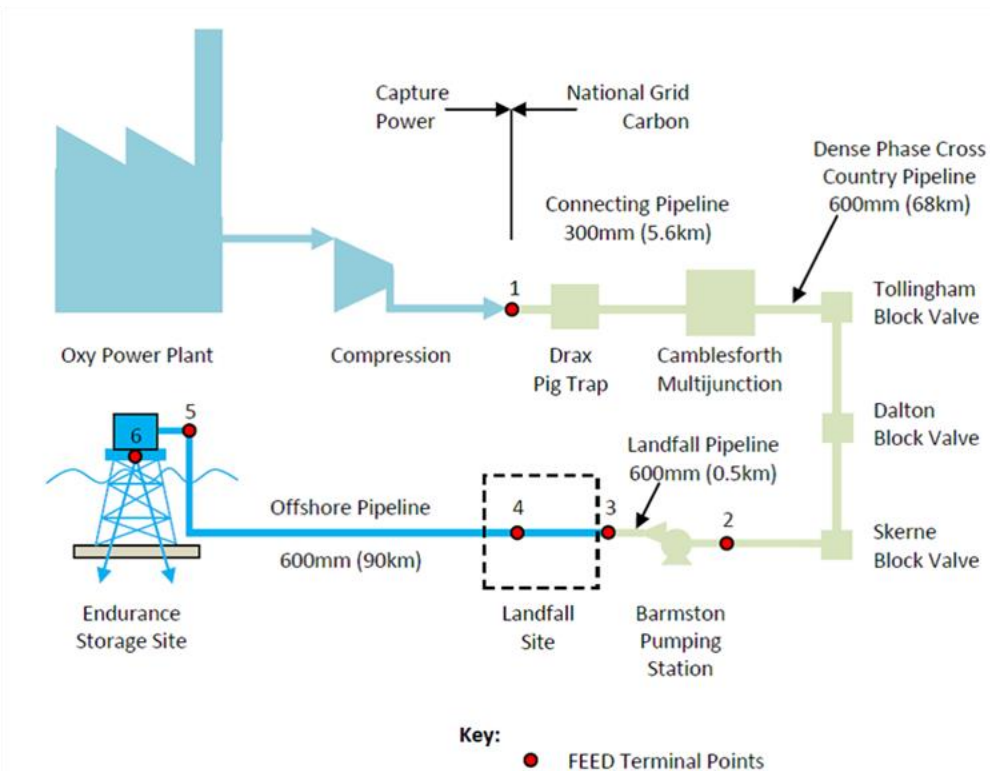 Capture
Power
National Grid
Carbon
Dense Phase Cross
Country Pipeline
600mm (68km)
Connecting Pipeline
300mm (5.6km)
1
Tollingham
Block Valve
Oxy Power Plant
Compression
Drax
Pig Trap
Camblesforth
Multijunction
5
6
Dalton
Block Valve
Landfall Pipeline
600mm (0.5km)
Offshore Pipeline
600mm (90km)
4
3
2
Skerne
Block Valve
Endurance
Storage Site
Landfall
Site
Barmston
Pumping
Station
Key:
FEED Terminal Points